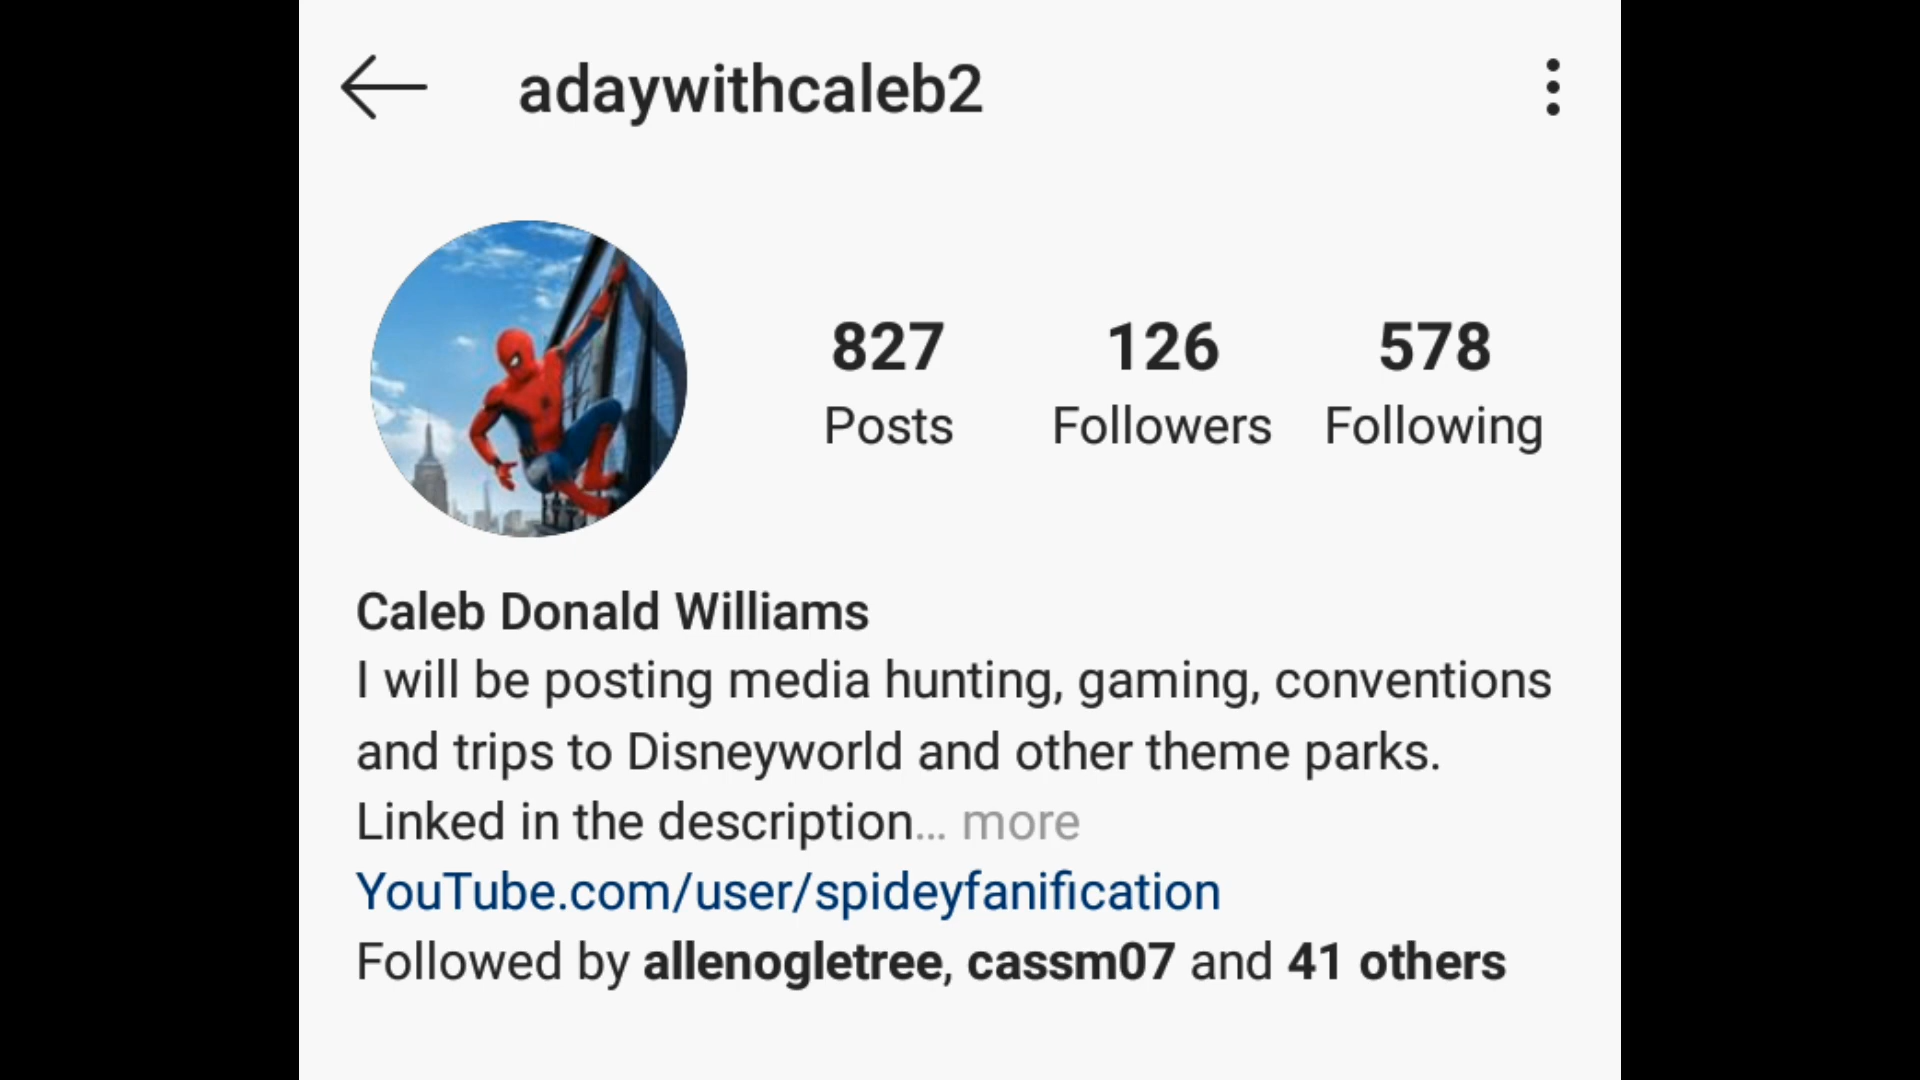 adaywithcaleb2
827 126 578
Posts Followers Following
Caleb Donald Williams
I will be posting media hunting, gaming, conventions
and trips to Disneyworld and other theme parks.
Linked in the description... more
YouTube.com/user/spideyfanification
Followed by allenogletree, cassm07 and 41 others